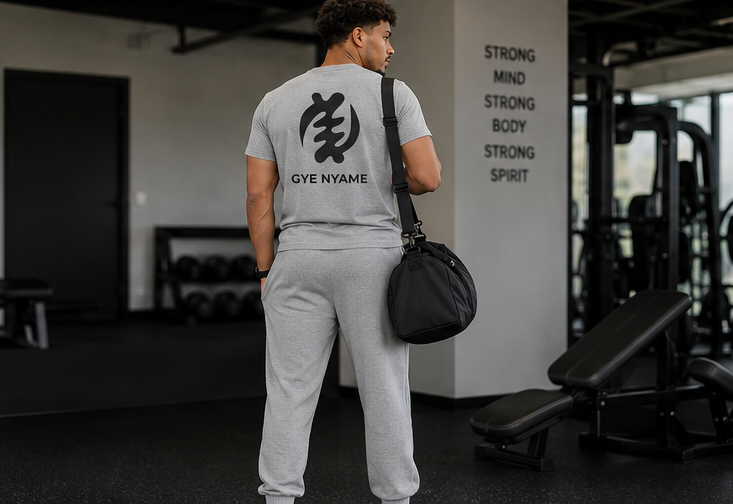 GYE NYAME
STRONG
MIND
STRONG
BODY
STRONG
SPIRIT